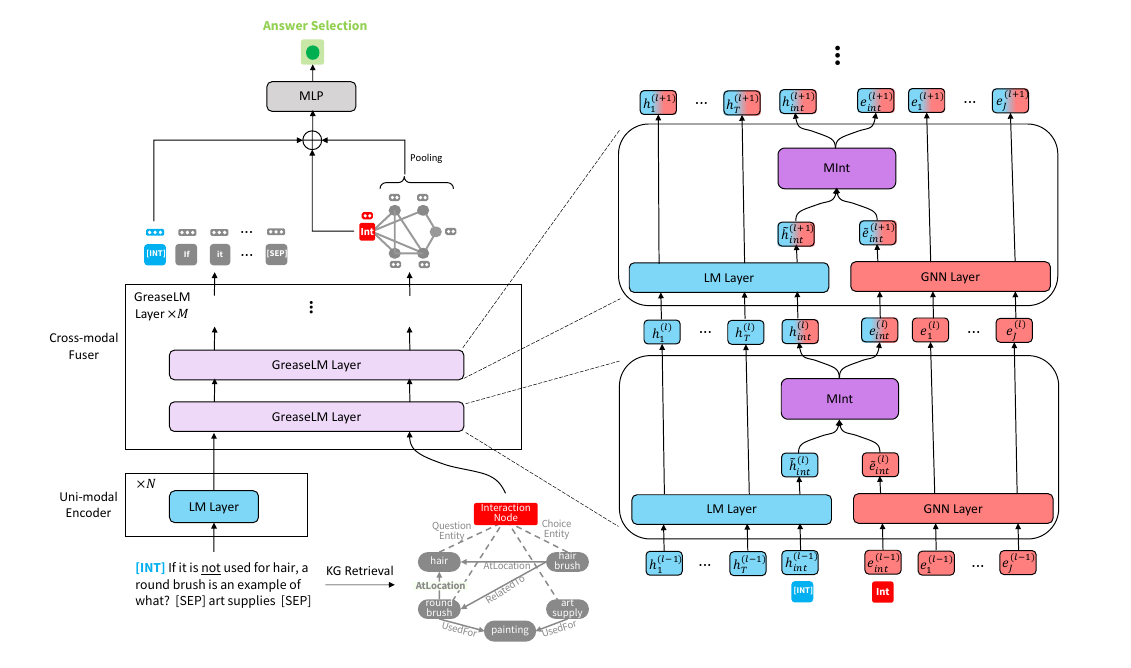 Answer Selection
MLP
Pooling
[INT] If it ... [SEP]
Int
GreaseLM
Layer ×M
⋮
Cross-modal
Fuser
GreaseLM Layer
GreaseLM Layer
×N
Uni-modal
Encoder
LM Layer
[INT] If it is not used for hair, a
round brush is an example of
what? [SEP] art supplies [SEP]
KG Retrieval
Interaction
Node
Question
Entity
Choice
Entity
hair
hair
brush
AtLocation
AtLocation
RelatedTo
round
brush
art
supply
UsedFor
painting
UsedFor
⋮
h_1^{(l+1)} ... h_T^{(l+1)} h_{int}^{(l+1)} e_{int}^{(l+1)} e_1^{(l+1)} ... e_J^{(l+1)}
MInt
h̃_{int}^{(l+1)} ẽ_{int}^{(l+1)}
LM Layer GNN Layer
h_1^{(l)} ... h_T^{(l)} h_{int}^{(l)} e_{int}^{(l)} e_1^{(l)} ... e_J^{(l)}
MInt
h̃_{int}^{(l)} ẽ_{int}^{(l)}
LM Layer GNN Layer
h_1^{(l-1)} ... h_T^{(l-1)} h_{int}^{(l-1)} e_{int}^{(l-1)} e_1^{(l-1)} ... e_J^{(l-1)}
[INT] Int